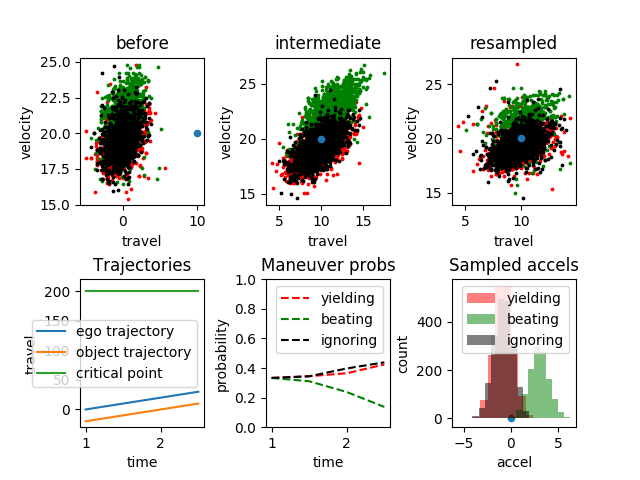 before
intermediate
resampled
25.0
22.5
20.0
17.5
15.0
velocity
0
10
travel
25
20
15
velocity
5
10
15
travel
25
20
15
velocity
5
10
travel
Trajectories
Maneuver probs
Sampled accels
200
150
100
50
0
travel
ego trajectory
object trajectory
critical point
1
2
time
1.0
0.8
0.6
0.4
0.2
0.0
probability
yielding
beating
ignoring
1
2
time
400
200
0
count
yielding
beating
ignoring
−5
0
5
accel